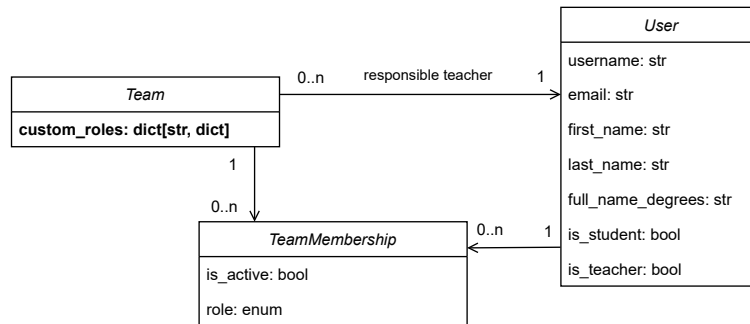 User
username: str
email: str
first_name: str
last_name: str
full_name_degrees: str
is_student: bool
is_teacher: bool
0..n
responsible teacher
1
Team
custom_roles: dict[str, dict]
1
0..n
0..n
1
TeamMembership
is_active: bool
role: enum